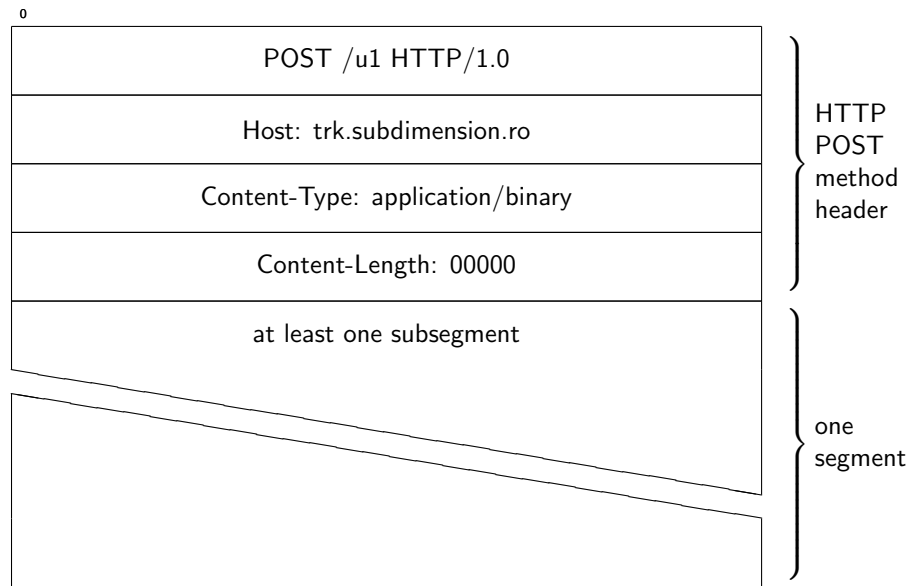 0
POST /u1 HTTP/1.0
Host: trk.subdimension.ro
Content-Type: application/binary
Content-Length: 00000
HTTP
POST
method
header
at least one subsegment
one
segment